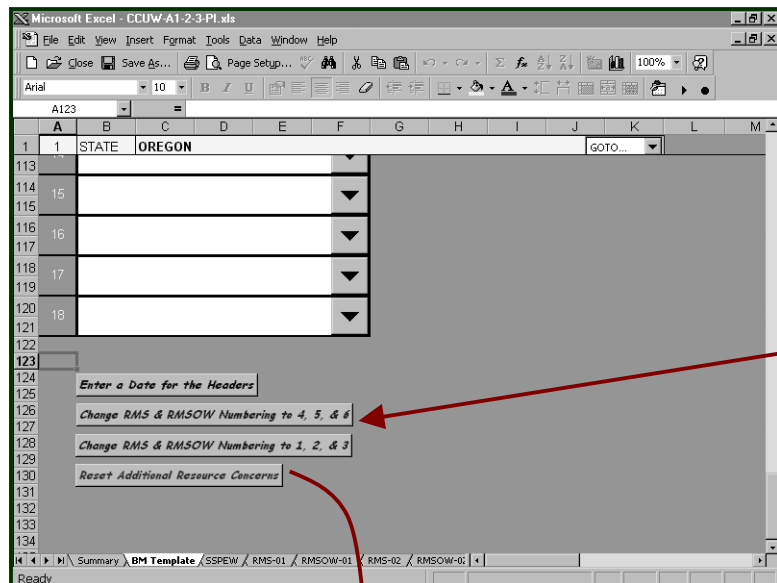 Microsoft Excel - CCUW-A1-2-3-PI.xls
File Edit View Insert Format Tools Data Window Help
Close Save As... Page Setup... 100%
Arial 10 B I U
A123 =
A B C D E F G H I J K L M
1 1 STATE OREGON GOTO...
113
114
15
115
116
16
117
118
17
119
120
18
121
122
123
124
Enter a Date for the Headers
125
126
Change RMS & RMSOW Numbering to 4, 5, & 6
127
128
Change RMS & RMSOW Numbering to 1, 2, & 3
129
130
Reset Additional Resource Concerns
131
132
133
134
Summary BM Template SSPEW RMS-01 RMSOW-01 RMS-02 RMSOW-02
Ready